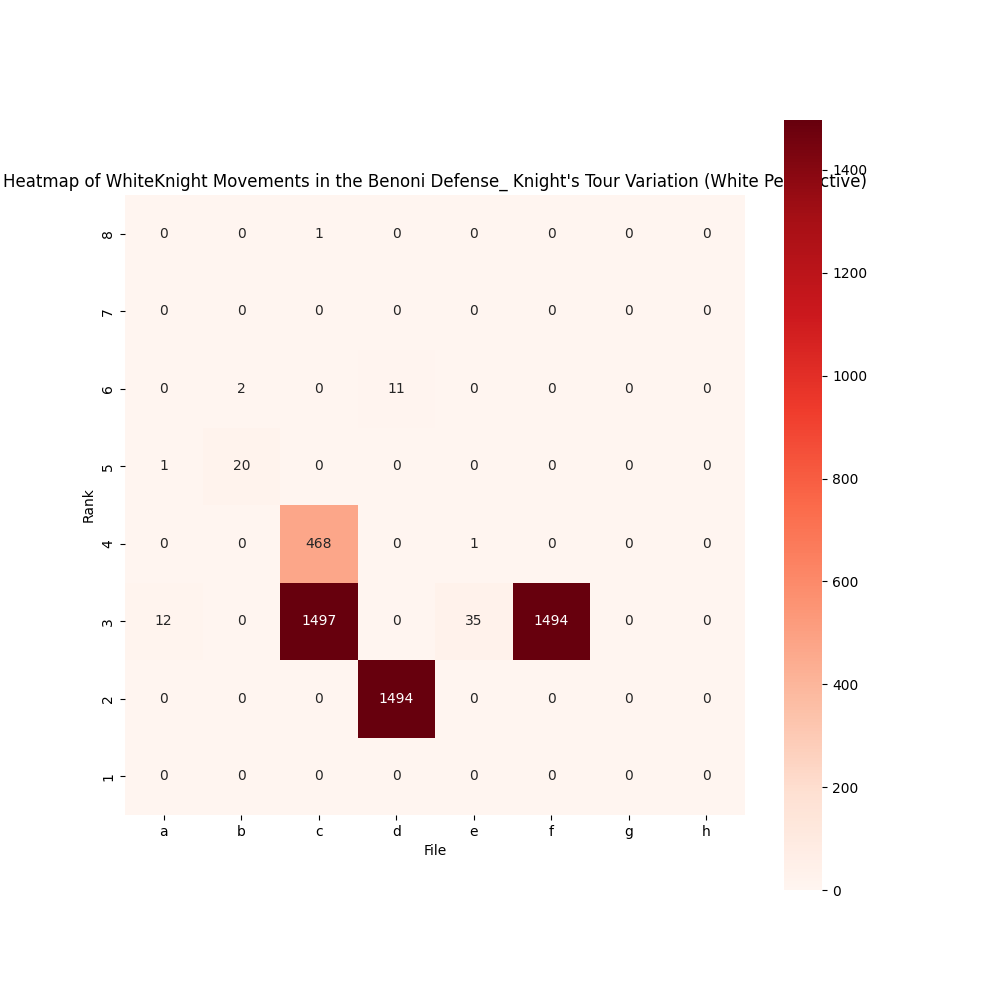 Heatmap of WhiteKnight Movements in the Benoni Defense_ Knight's Tour Variation (White Pe ctive)
8 0 0 1 0 0 0 0 0
7 0 0 0 0 0 0 0 0
6 0 2 0 11 0 0 0 0
5 1 20 0 0 0 0 0 0
4 0 0 468 0 1 0 0 0
3 12 0 1497 0 35 1494 0 0
2 0 0 0 1494 0 0 0 0
1 0 0 0 0 0 0 0 0
a b c d e f g h
File
Rank
1400
1200
1000
800
600
400
200
0